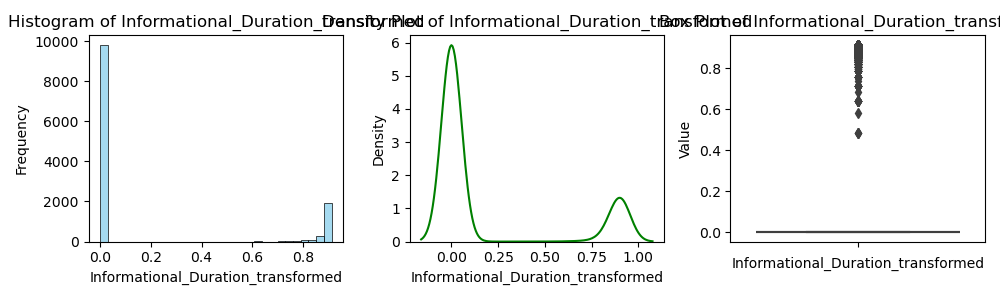 Histogram of Informational_Duration_transformed
Density Plot of Informational_Duration_transformed
Box Plot of Informational_Duration_transf
10000
8000
6000
4000
2000
0
Frequency
0.0 0.2 0.4 0.6 0.8
Informational_Duration_transformed
6
5
4
3
2
1
0
Density
0.00 0.25 0.50 0.75 1.00
Informational_Duration_transformed
0.8
0.6
0.4
0.2
0.0
Value
Informational_Duration_transformed